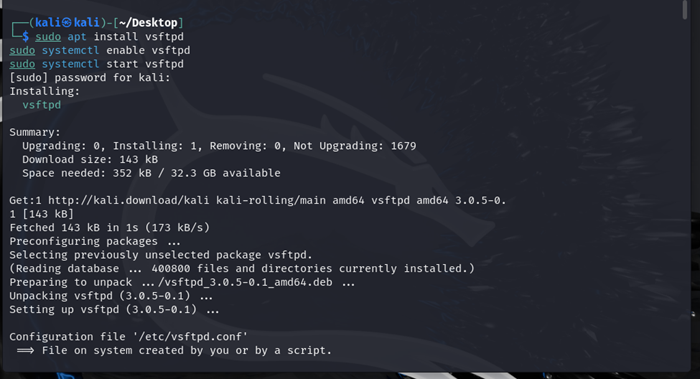 ┌──(kali㉿kali)-[~/Desktop]
└─$ sudo apt install vsftpd
sudo systemctl enable vsftpd
sudo systemctl start vsftpd
[sudo] password for kali:
Installing:
  vsftpd

Summary:
  Upgrading: 0, Installing: 1, Removing: 0, Not Upgrading: 1679
  Download size: 143 kB
  Space needed: 352 kB / 32.3 GB available

Get:1 http://kali.download/kali kali-rolling/main amd64 vsftpd amd64 3.0.5-0.
1 [143 kB]
Fetched 143 kB in 1s (173 kB/s)
Preconfiguring packages ...
Selecting previously unselected package vsftpd.
(Reading database ... 400800 files and directories currently installed.)
Preparing to unpack .../vsftpd_3.0.5-0.1_amd64.deb ...
Unpacking vsftpd (3.0.5-0.1) ...
Setting up vsftpd (3.0.5-0.1) ...

Configuration file '/etc/vsftpd.conf'
 ==> File on system created by you or by a script.